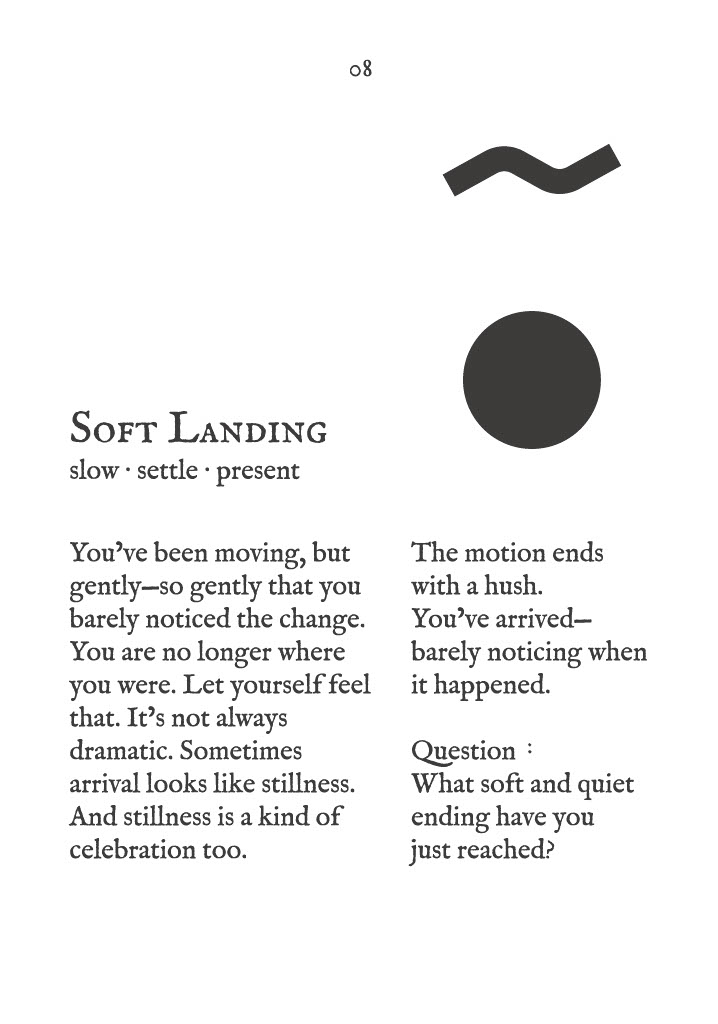 08
Soft Landing
slow · settle · present
You’ve been moving, but
gently—so gently that you
barely noticed the change.
You are no longer where
you were. Let yourself feel
that. It’s not always
dramatic. Sometimes
arrival looks like stillness.
And stillness is a kind of
celebration too.
The motion ends
with a hush.
You’ve arrived—
barely noticing when
it happened.
Question :
What soft and quiet
ending have you
just reached?